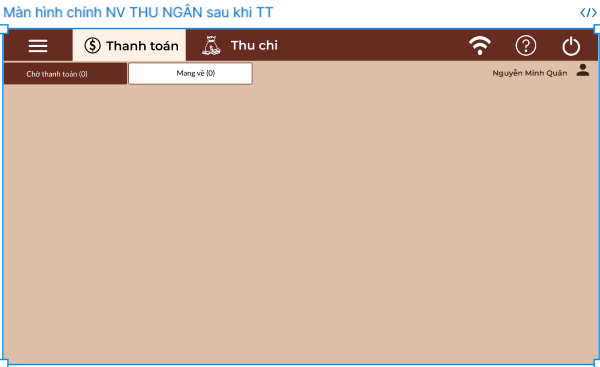 Màn hình chính NV THU NGÂN sau khi TT
Thanh toán
Thu chi
Chờ thanh toán (0)
Mang về (0)
Nguyễn Minh Quân